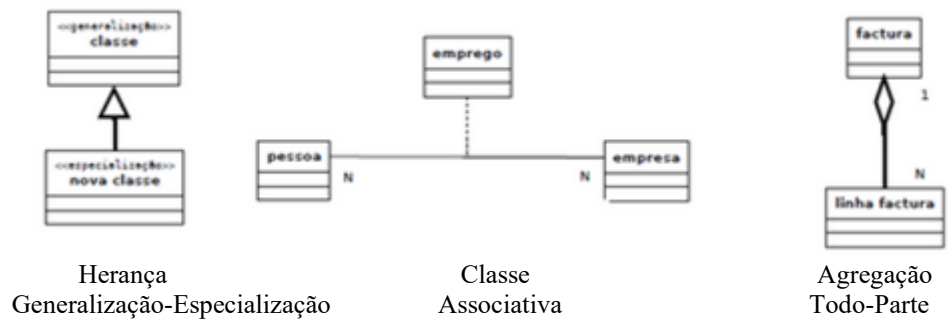 <<generalização>>
classe
<<especialização>>
nova classe
Herança
Generalização-Especialização
emprego
pessoa
N
N
empresa
Classe
Associativa
factura
1
N
linha factura
Agregação
Todo-Parte